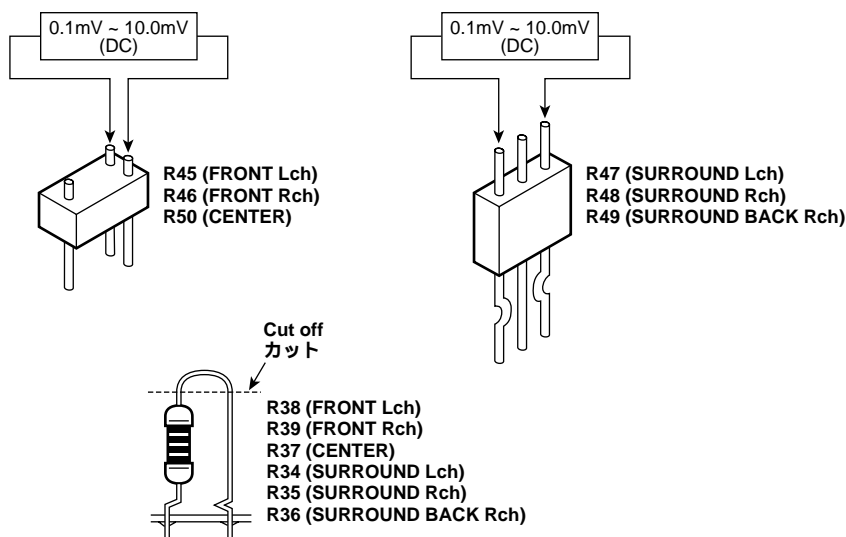 0.1mV ~ 10.0mV
(DC)
R45 (FRONT Lch)
R46 (FRONT Rch)
R50 (CENTER)
0.1mV ~ 10.0mV
(DC)
R47 (SURROUND Lch)
R48 (SURROUND Rch)
R49 (SURROUND BACK Rch)
Cut off
カット
R38 (FRONT Lch)
R39 (FRONT Rch)
R37 (CENTER)
R34 (SURROUND Lch)
R35 (SURROUND Rch)
R36 (SURROUND BACK Rch)